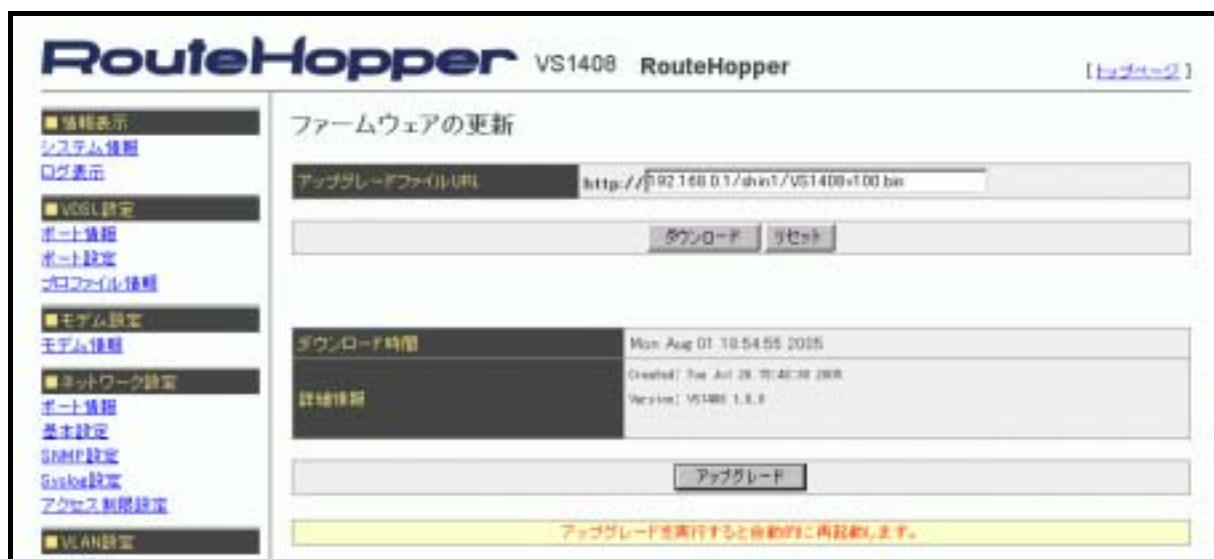 RouteHopper VS1408 RouteHopper [トップページ]
■情報表示
システム情報
ログ表示
■VDSL設定
ポート情報
ポート設定
プロファイル情報
■モデム設定
モデム情報
■ネットワーク設定
ポート情報
基本設定
SNMP設定
Syslog設定
アクセス制限設定
■VLAN設定
ファームウェアの更新
アップグレードファイルURL http://192.168.0.1/shin1/VS1408v100.bin
ダウンロード リセット
ダウンロード時間 Mon Aug 01 18:54:55 2005
詳細情報 Created: Tue Jul 2005
Version: VS1408 1.0.0
アップグレード
アップグレードを実行すると自動的に再起動します。